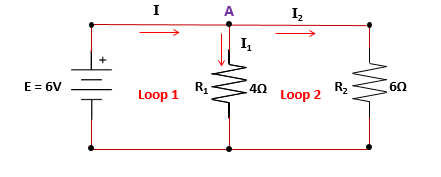 I A I₂
+ I₁
E = 6V Loop 1 R₁ 4Ω Loop 2 R₂ 6Ω